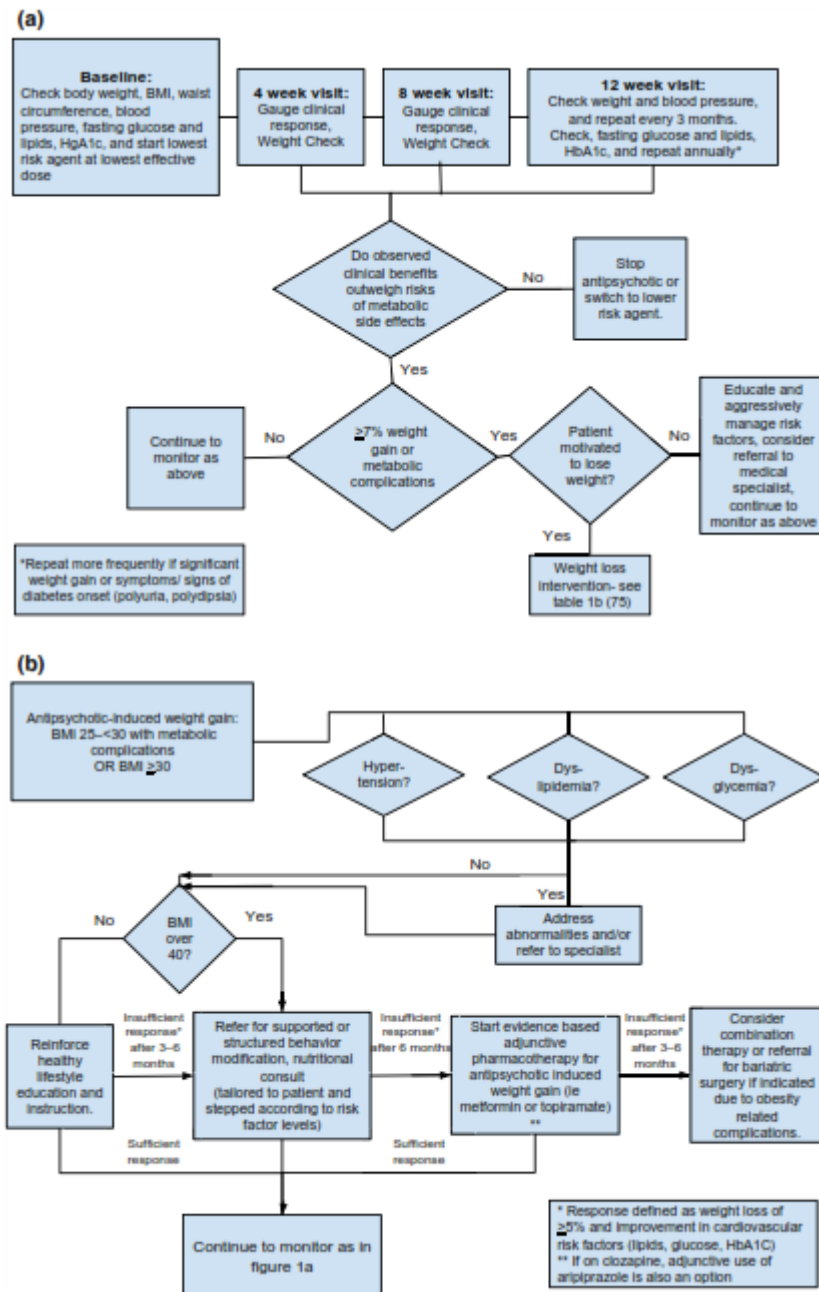 (a)
Baseline:
Check body weight, BMI, waist
circumference, blood
pressure, fasting glucose and
lipids, HgA1c, and start lowest
risk agent at lowest effective
dose
4 week visit:
Gauge clinical
response,
Weight Check
8 week visit:
Gauge clinical
response,
Weight Check
12 week visit:
Check weight and blood pressure,
and repeat every 3 months.
Check, fasting glucose and lipids,
HbA1c, and repeat annually*
Do observed
clinical benefits
outweigh risks
of metabolic
side effects
No
Stop
antipsychotic or
switch to lower
risk agent.
Yes
Continue to
monitor as
above
No
≥7% weight
gain or
metabolic
complications
Yes
Patient
motivated
to lose
weight?
No
Educate and
aggressively
manage risk
factors, consider
referral to
medical
specialist,
continue to
monitor as above
Yes
*Repeat more frequently if significant
weight gain or symptoms/ signs of
diabetes onset (polyuria, polydipsia)
Weight loss
intervention- see
table 1b (75)
(b)
Antipsychotic-induced weight gain:
BMI 25–<30 with metabolic
complications
OR BMI ≥30
Hyper-
tension?
Dys-
lipidemia?
Dys-
glycemia?
No
Yes
Address
abnormalities and/or
refer to specialist
No
BMI
over
40?
Yes
Reinforce
healthy
lifestyle
education and
instruction.
Insufficient
response*
after 3–6
months
Refer for supported or
structured behavior
modification, nutritional
consult
(tailored to patient and
stepped according to risk
factor levels)
Insufficient
response*
after 6 months
Start evidence based
adjunctive
pharmacotherapy for
antipsychotic induced
weight gain (ie
metformin or topiramate)
**
Insufficient
response* 3–6
months
Consider
combination
therapy or referral
for bariatric
surgery if indicated
due to obesity
related
complications.
Sufficient
response
Sufficient
response
Continue to monitor as in
figure 1a
* Response defined as weight loss of
≥5% and improvement in cardiovascular
risk factors (lipids, glucose, HbA1C)
** If on clozapine, adjunctive use of
aripiprazole is also an option